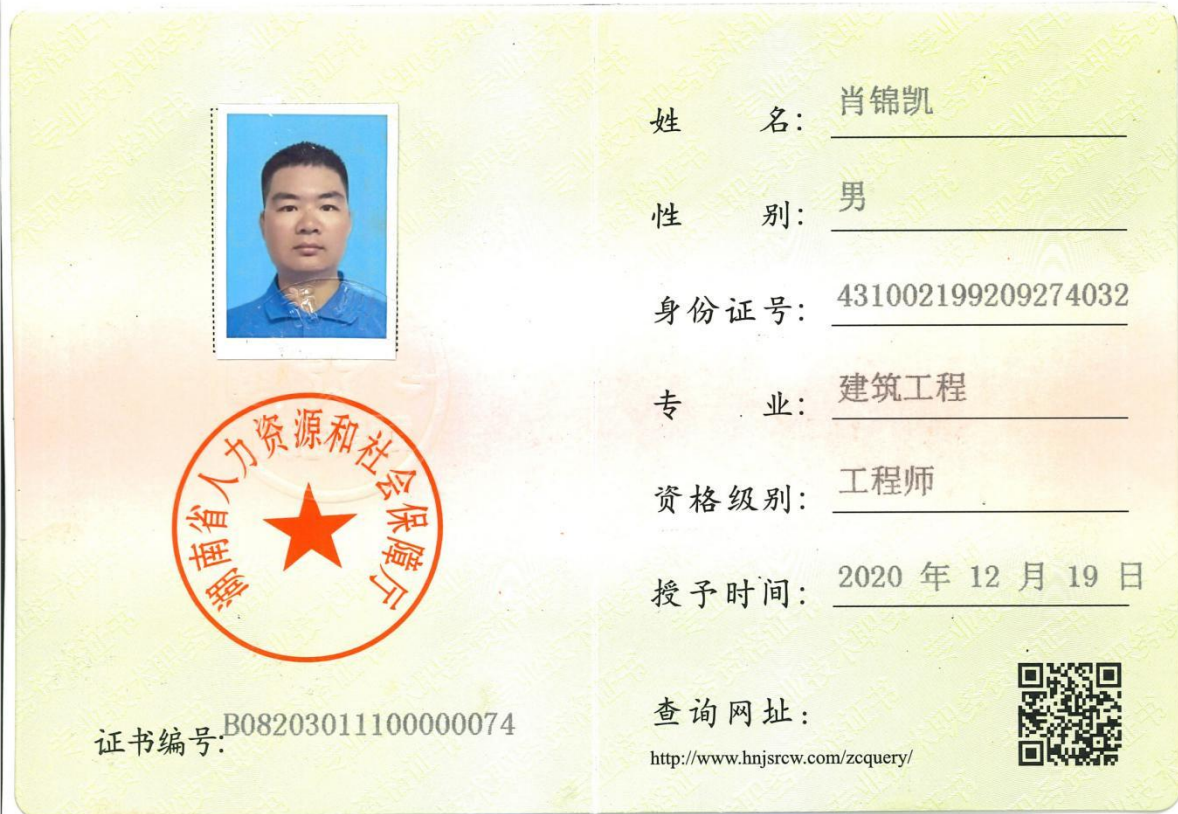 湖南省人力资源和社会保障厅
证书编号:B08203011100000074
姓 名: 肖锦凯
性 别: 男
身份证号: 431002199209274032
专 业: 建筑工程
资格级别: 工程师
授予时间: 2020 年 12 月 19 日
查询网址:
http://www.hnjsrcw.com/zcquery/